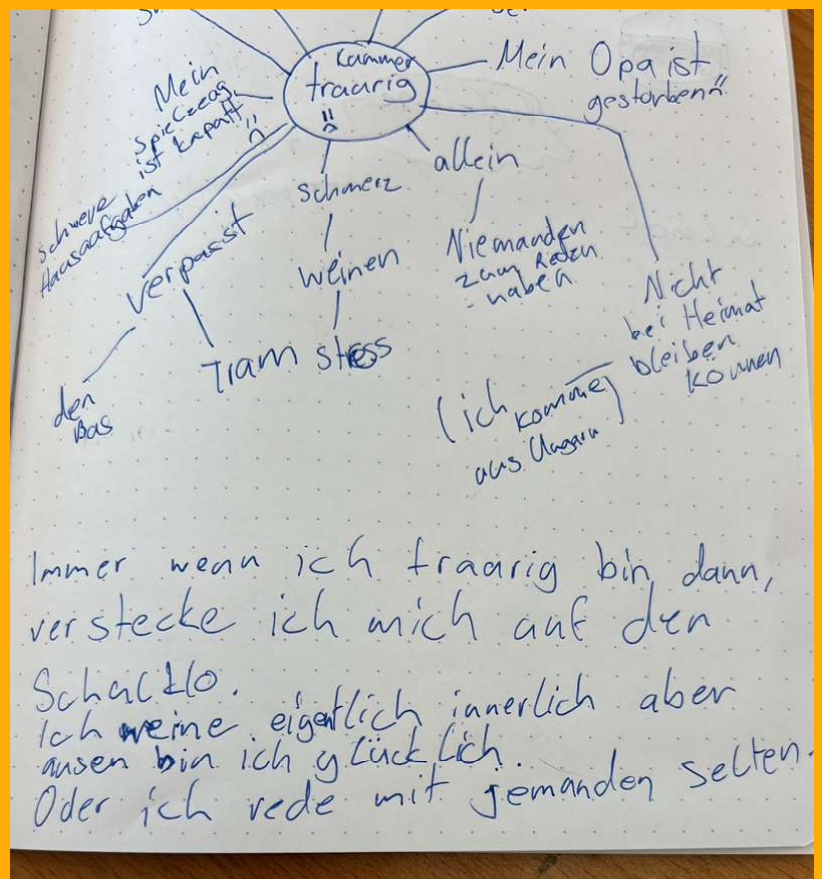 Kummer
traurig
Mein Opa ist
gestorben
Mein
Spielzeug
ist kaputt
allein
schmerz
schwere
Hausaufgaben
verpasst
weinen
Niemanden
zum Reden
haben
Nicht
bei Heimat
bleiben
können
Tram
stress
den
Bus
(ich
komme)
aus Ungarn
Immer wenn ich traurig bin dann,
verstecke ich mich auf den
Schulklo.
Ich weine eigentlich innerlich aber
ausen bin ich glücklich.
Oder ich rede mit jemanden selten.